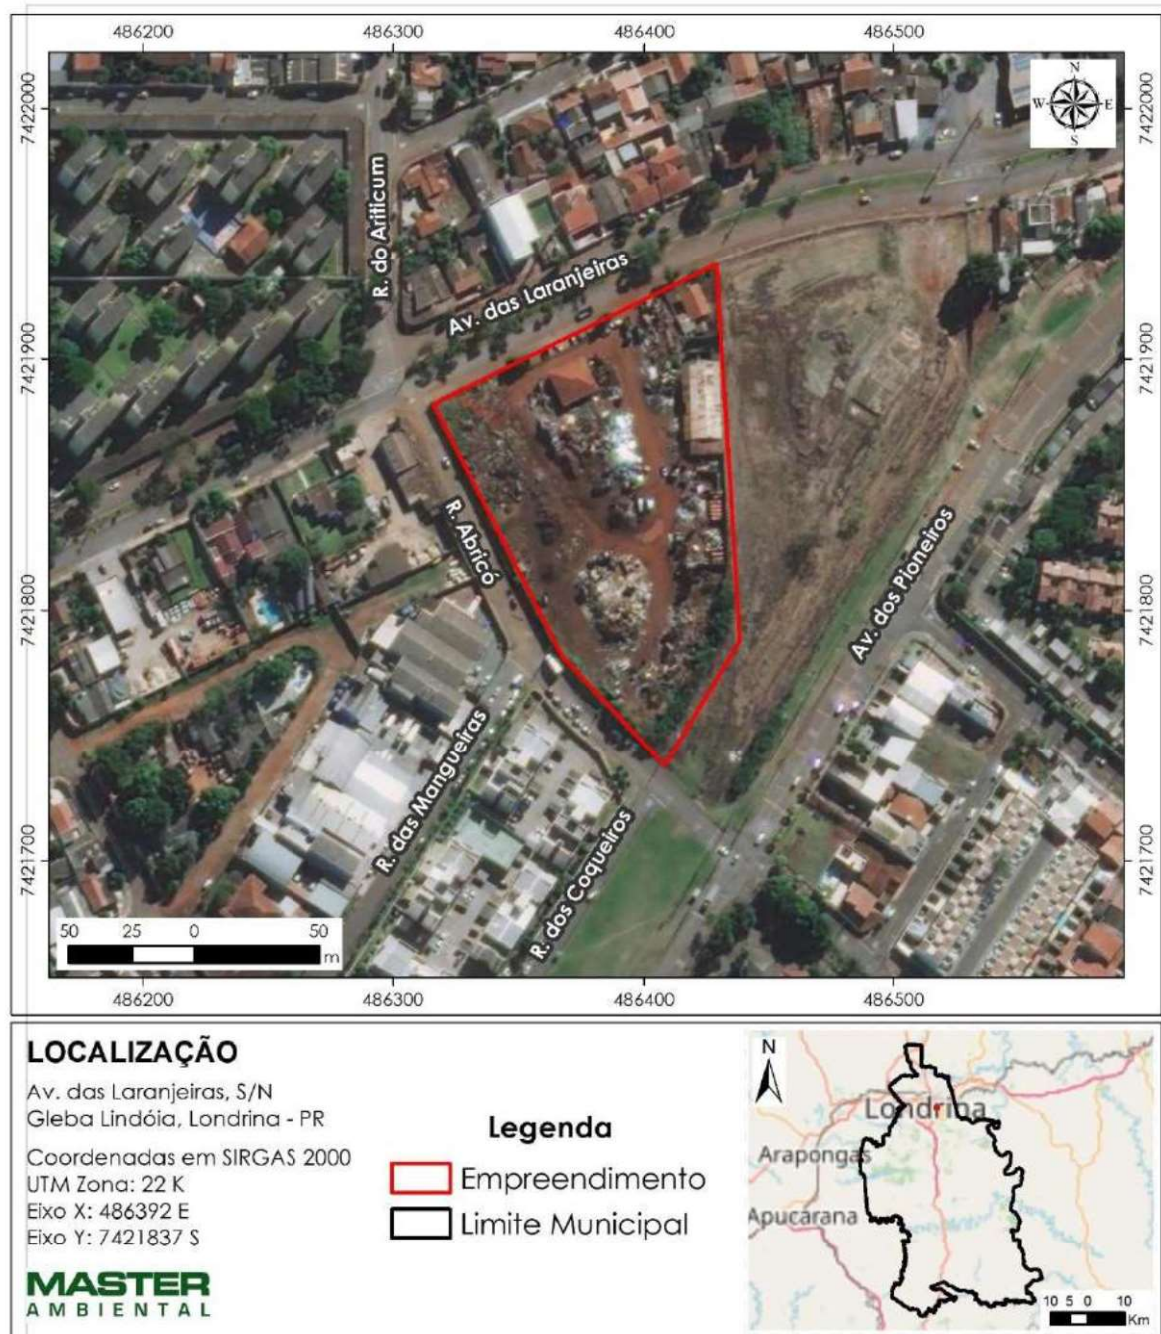 486200 486300 486400 486500
7422000
7422000
N
W E
S
R. do Ariticum
Av. das Laranjeiras
7421900
7421900
R. Abricó
Av. dos Pioneiros
7421800
7421800
R. das Mangueiras
R. dos Coqueiros
7421700
7421700
50 25 0 50
m
486200 486300 486400 486500
LOCALIZAÇÃO
Av. das Laranjeiras, S/N
Gleba Lindóia, Londrina - PR
Coordenadas em SIRGAS 2000
UTM Zona: 22 K
Eixo X: 486392 E
Eixo Y: 7421837 S
MASTER
AMBIENTAL
Legenda
Empreendimento
Limite Municipal
N
Londrina
Arapongas
Apucarana
10 5 0 10
Km